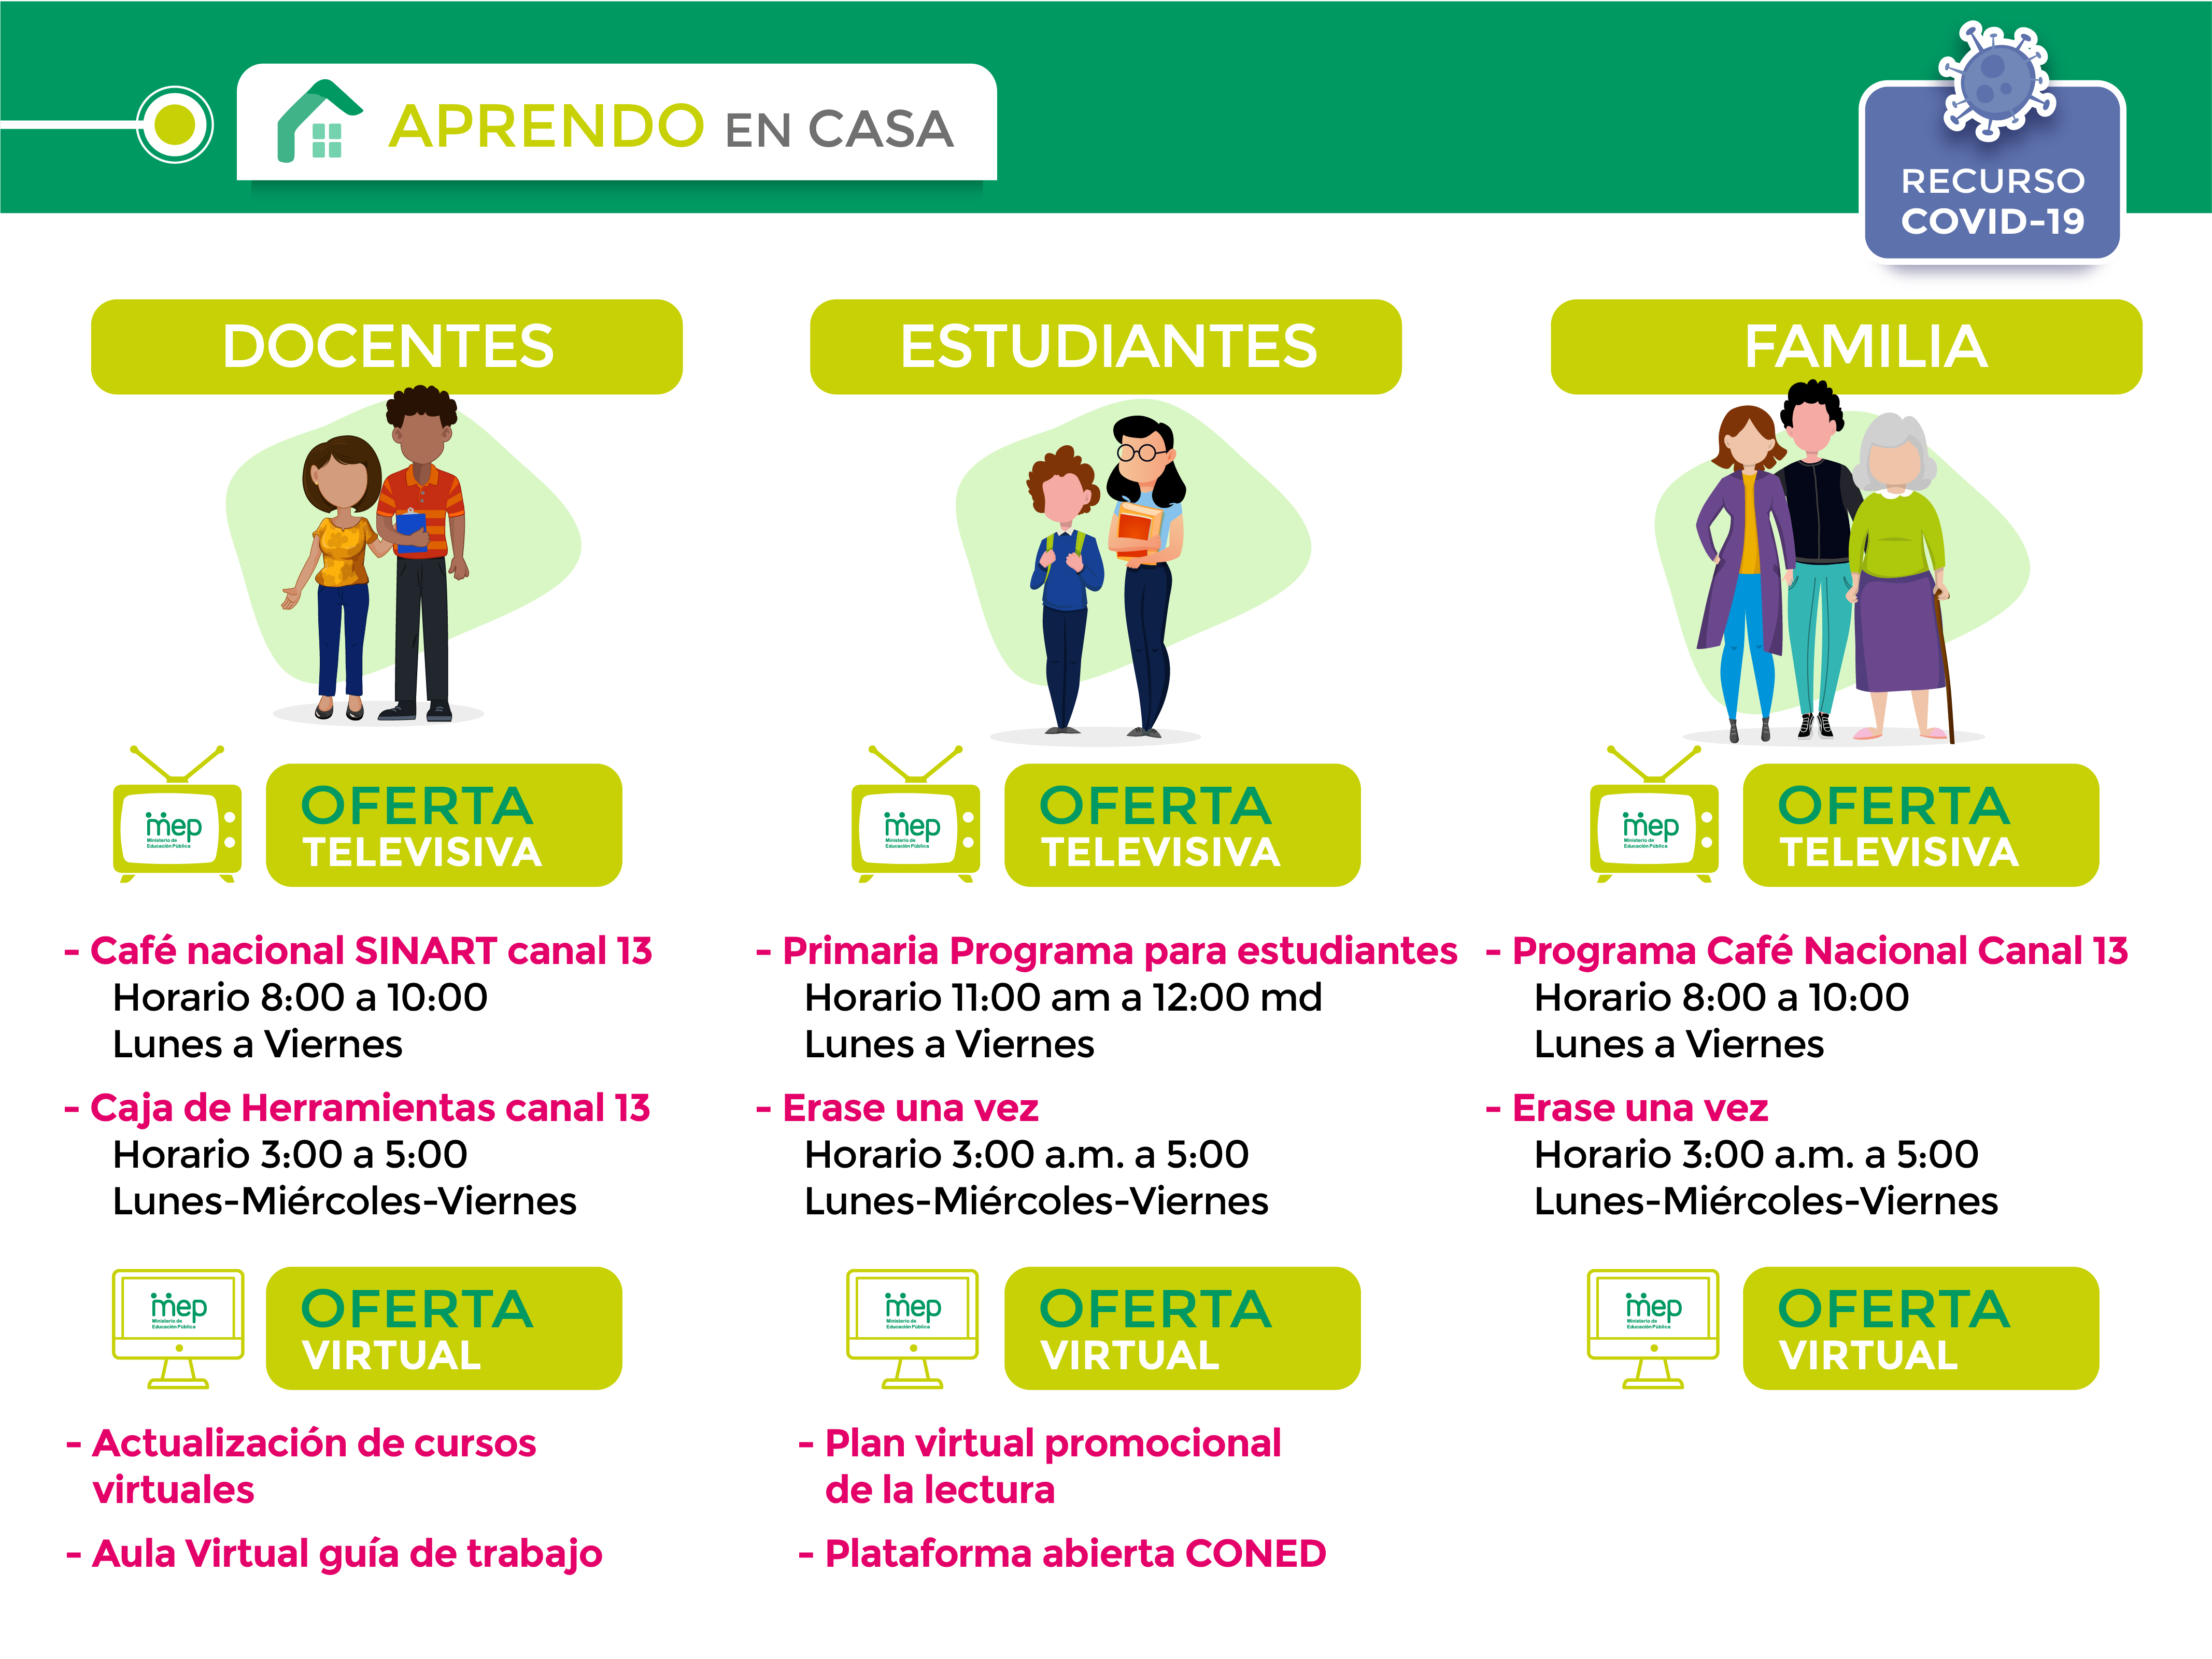 APRENDO EN CASA
RECURSO
COVID-19
DOCENTES
mep
Ministerio de
Educación Pública
OFERTA
TELEVISIVA
- Café nacional SINART canal 13
Horario 8:00 a 10:00
Lunes a Viernes
- Caja de Herramientas canal 13
Horario 3:00 a 5:00
Lunes-Miércoles-Viernes
mep
Ministerio de
Educación Pública
OFERTA
VIRTUAL
- Actualización de cursos
virtuales
- Aula Virtual guía de trabajo
ESTUDIANTES
mep
Ministerio de
Educación Pública
OFERTA
TELEVISIVA
- Primaria Programa para estudiantes
Horario 11:00 am a 12:00 md
Lunes a Viernes
- Erase una vez
Horario 3:00 a.m. a 5:00
Lunes-Miércoles-Viernes
mep
Ministerio de
Educación Pública
OFERTA
VIRTUAL
- Plan virtual promocional
de la lectura
- Plataforma abierta CONED
FAMILIA
mep
Ministerio de
Educación Pública
OFERTA
TELEVISIVA
- Programa Café Nacional Canal 13
Horario 8:00 a 10:00
Lunes a Viernes
- Erase una vez
Horario 3:00 a.m. a 5:00
Lunes-Miércoles-Viernes
mep
Ministerio de
Educación Pública
OFERTA
VIRTUAL